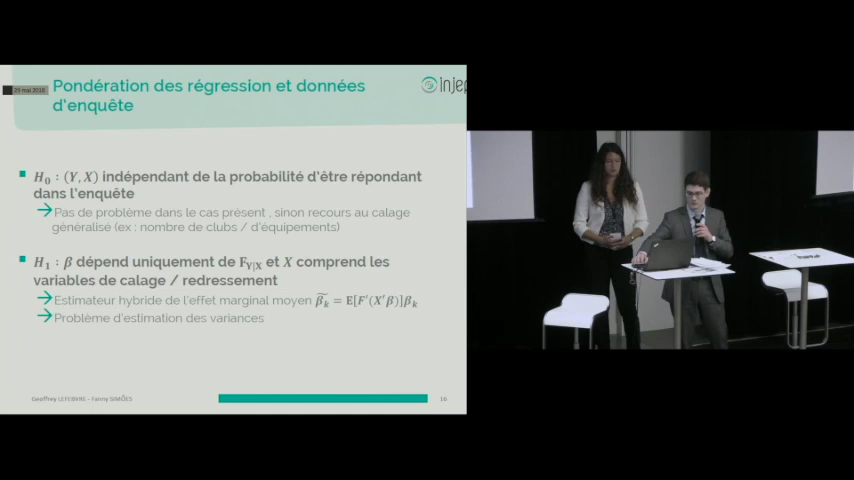 Pondération des régression et données
d'enquête
29 mai 2018
injep
H₀ : (Y, X) indépendant de la probabilité d'être répondant
dans l'enquête
Pas de problème dans le cas présent , sinon recours au calage
généralisé (ex : nombre de clubs / d'équipements)
H₁ : β dépend uniquement de F_{Y|X} et X comprend les
variables de calage / redressement
Estimateur hybride de l'effet marginal moyen β̃ₖ = E[F'(X'β)]βₖ
Problème d'estimation des variances
Geoffrey LEFEBVRE – Fanny SIMÕES
16